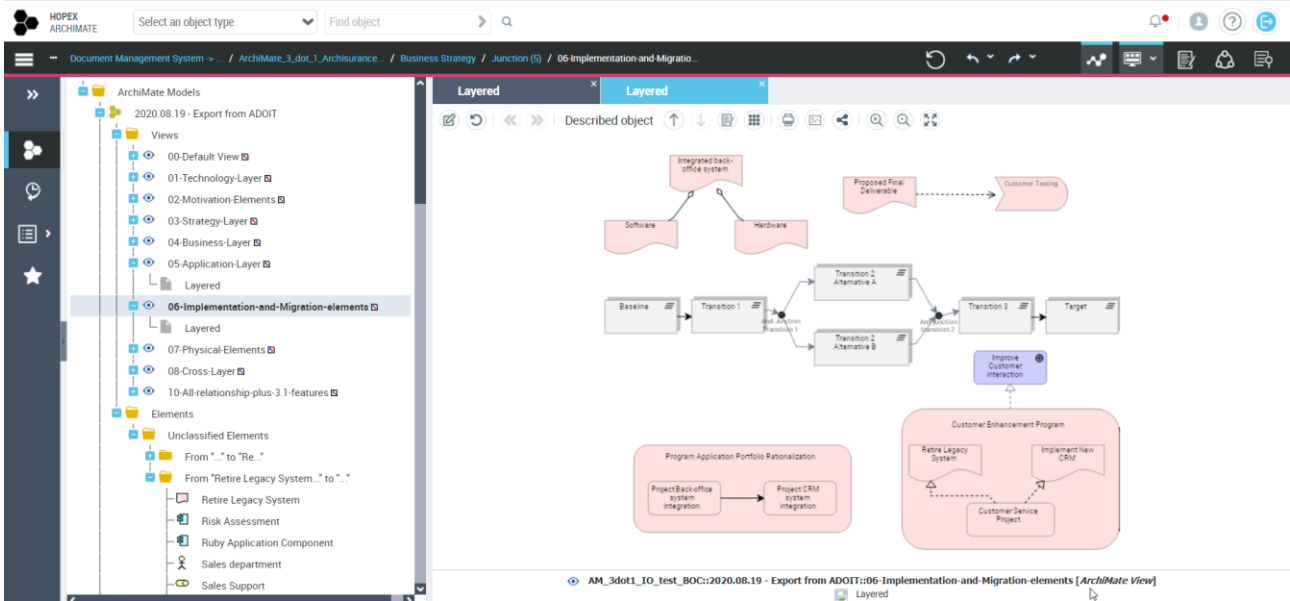 HOPEX
ARCHIMATE
Select an object type
Find object
Document Management System -> ... / ArchiMate_3_dot_1_Archisurance... / Business Strategy / Junction (5) / 06-Implementation-and-Migratio...
ArchiMate Models
2020.08.19 - Export from ADOIT
Views
00-Default View
01-Technology-Layer
02-Motivation-Elements
03-Strategy-Layer
04-Business-Layer
05-Application-Layer
Layered
06-Implementation-and-Migration-elements
Layered
07-Physical-Elements
08-Cross-Layer
10-All-relationship-plus-3.1-features
Elements
Unclassified Elements
From "..." to "Re..."
From "Retire Legacy System..." to "..."
Retire Legacy System
Risk Assessment
Ruby Application Component
Sales department
Sales Support
Layered
Layered
Described object
Integrated back-
office system
Software
Hardware
Proposed Final
Deliverable
Customer Testing
Baseline
Transition 1
And Junction
Transition 1
Transition 2
Alternative A
Transition 2
Alternative B
And junction
transition 2
Transition 3
Target
Improve
Customer
interaction
Customer Enhancement Program
Retire Legacy
System
Implement New
CRM
Customer Service
Project
Program Application Portfolio Rationalization
Project Back-office
system
integration
Project CRM
system
integration
AM_3dot1_IO_test_BOC::2020.08.19 - Export from ADOIT::06-Implementation-and-Migration-elements [ArchiMate View]
Layered